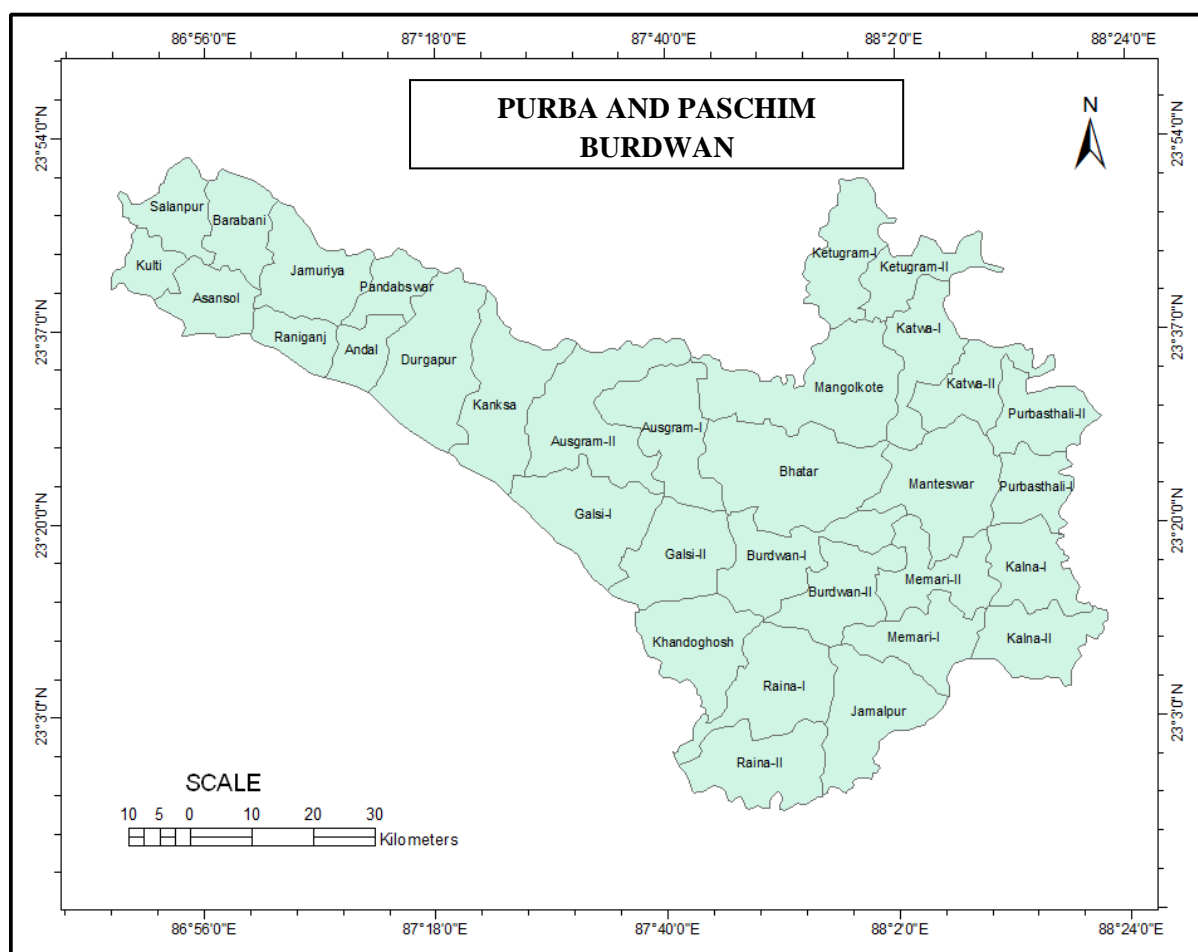 86°56'0"E 87°18'0"E 87°40'0"E 88°2'0"E 88°24'0"E
PURBA AND PASCHIM
BURDWAN
N
23°54'0"N
23°54'0"N
Salanpur
Barabani
Ketugram-I
Kulti
Jamuriya
Ketugram-II
Pandabswar
Asansol
23°37'0"N
23°37'0"N
Raniganj
Katwa-I
Andal
Durgapur
Mangolkote
Katwa-II
Kanksa
Purbasthali-II
Ausgram-I
Ausgram-II
Bhatar
Manteswar
Purbasthali-I
Galsi-I
23°20'0"N
23°20'0"N
Galsi-II
Burdwan-I
Kalna-I
Memari-II
Burdwan-II
Khandoghosh
Memari-I
Kalna-II
Raina-I
23°3'0"N
23°3'0"N
Jamalpur
Raina-II
SCALE
10 5 0 10 20 30
Kilometers
86°56'0"E 87°18'0"E 87°40'0"E 88°2'0"E 88°24'0"E